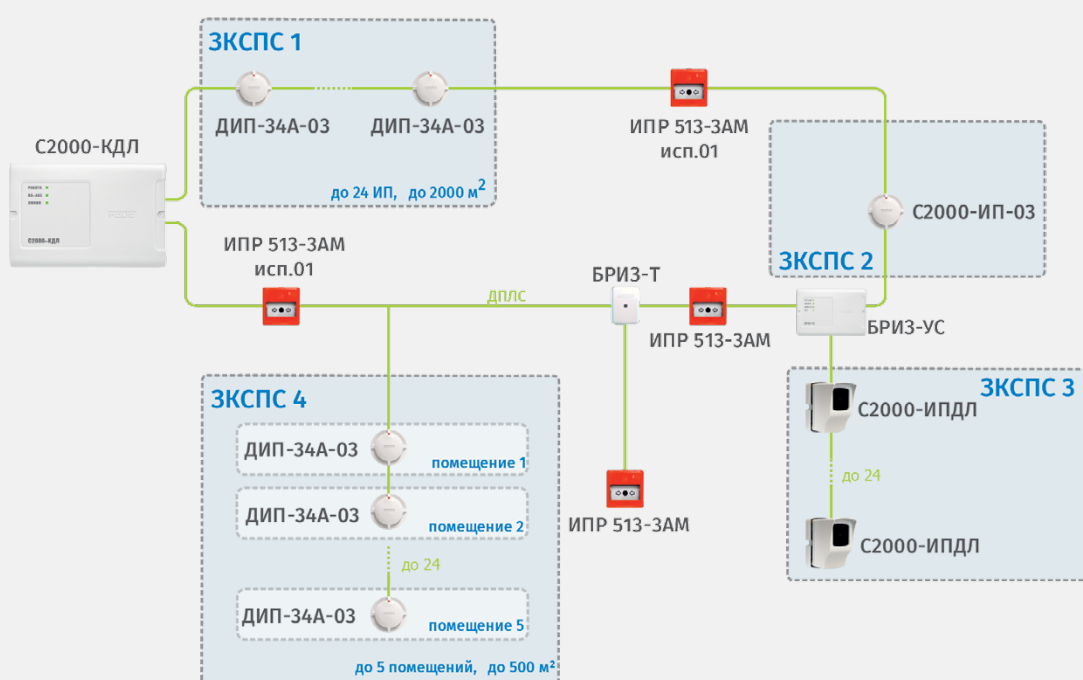 ЗКСПС 1
ДИП-34А-03
ДИП-34А-03
до 24 ИП, до 2000 м²
С2000-КДЛ
С2000-КДЛ
ИПР 513-3АМ
исп.01
С2000-ИП-03
ЗКСПС 2
ИПР 513-3АМ
исп.01
ДПЛС
БРИЗ-Т
ИПР 513-3АМ
БРИЗ-УС
ИПР 513-3АМ
ЗКСПС 3
С2000-ИПДЛ
до 24
С2000-ИПДЛ
ЗКСПС 4
ДИП-34А-03
помещение 1
ДИП-34А-03
помещение 2
до 24
ДИП-34А-03
помещение 5
до 5 помещений, до 500 м²